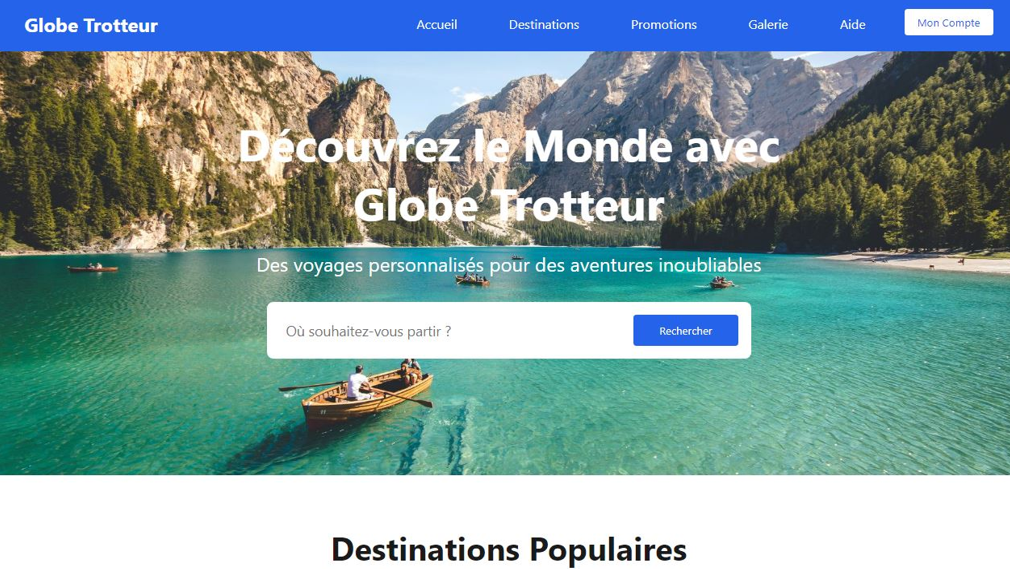 Globe Trotteur
Accueil
Destinations
Promotions
Galerie
Aide
Mon Compte
Découvrez le Monde avec
Globe Trotteur
Des voyages personnalisés pour des aventures inoubliables
Où souhaitez-vous partir ?
Rechercher
Destinations Populaires